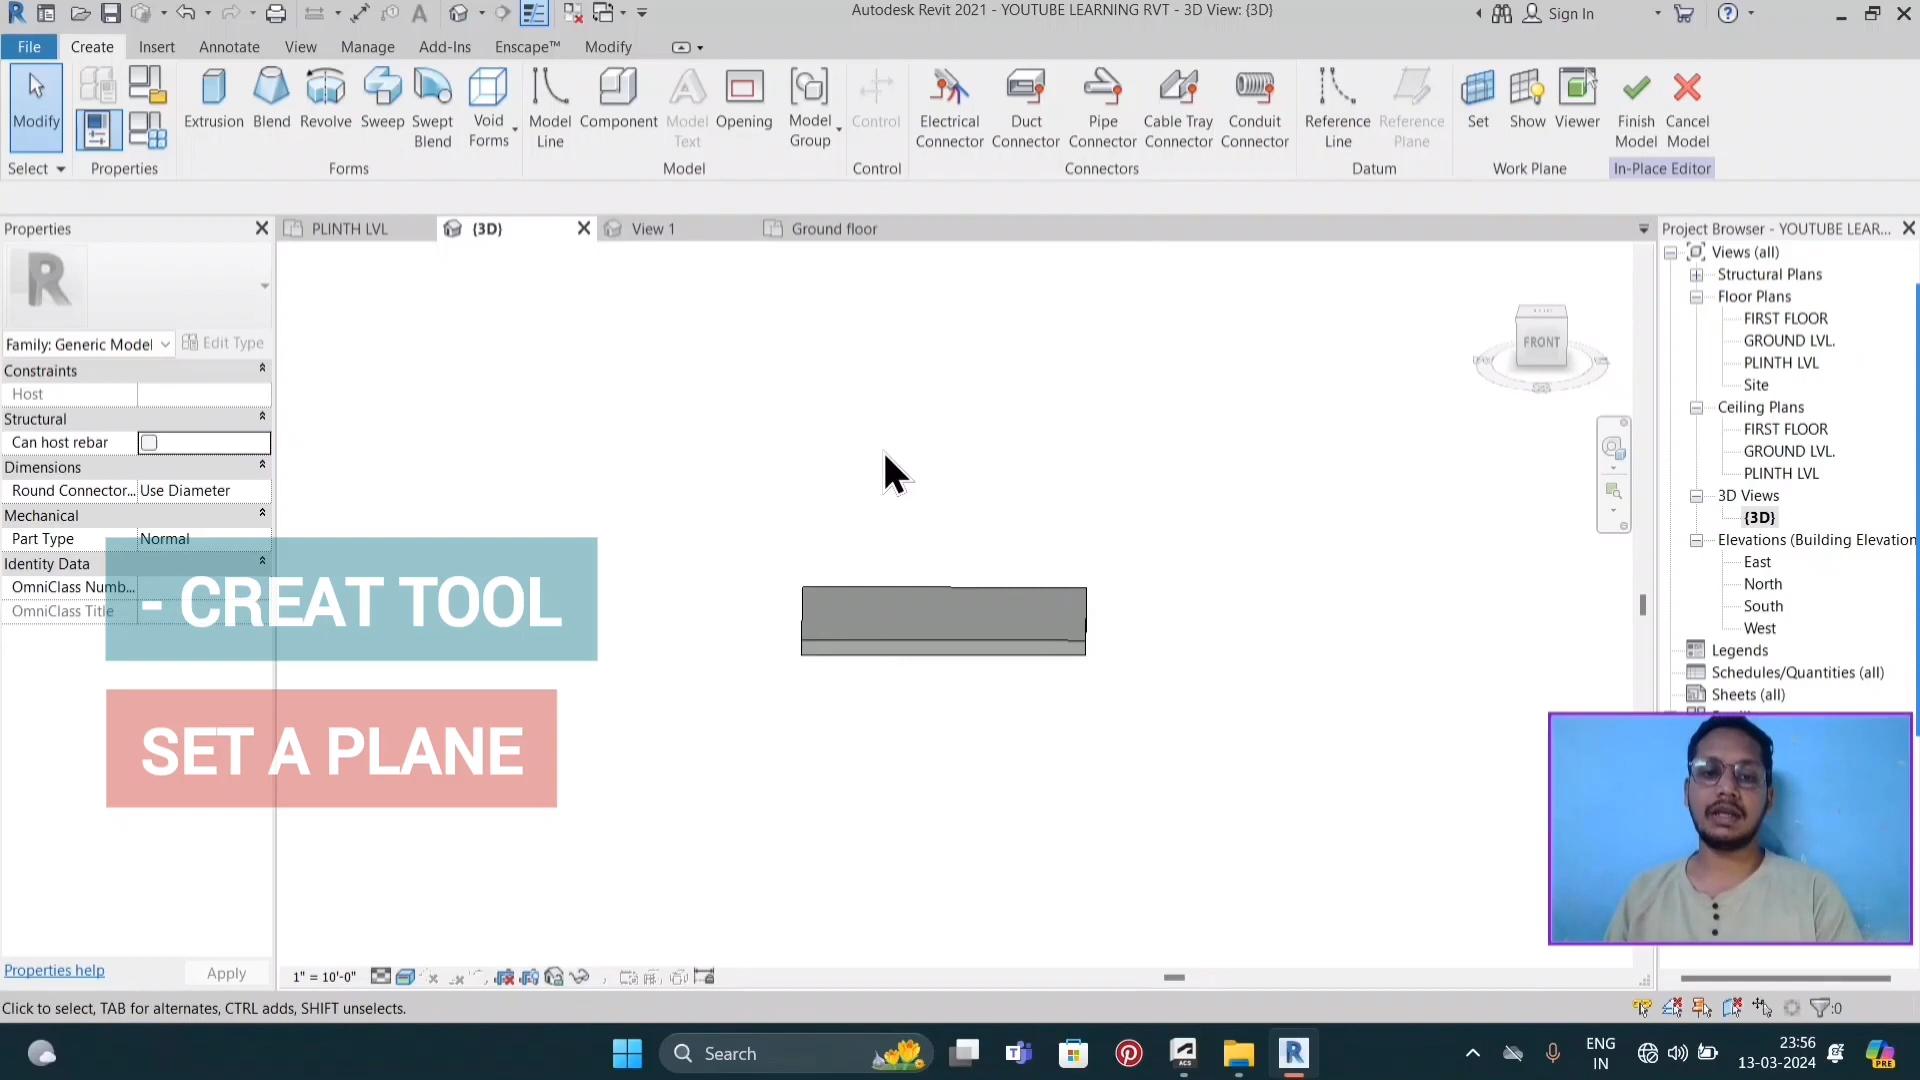 Autodesk Revit 2021 - YOUTUBE LEARNING RVT - 3D View: {3D}
Sign In
File
Create
Insert
Annotate
View
Manage
Add-Ins
Enscape™
Modify
Modify
Extrusion
Blend
Revolve
Sweep
Swept Blend
Void Forms
Model Line
Component
Model Text
Opening
Model Group
Control
Electrical Connector
Duct Connector
Pipe Connector
Cable Tray Connector
Conduit Connector
Reference Line
Reference Plane
Set
Show
Viewer
Finish Model
Cancel Model
Select
Properties
Forms
Model
Control
Connectors
Datum
Work Plane
In-Place Editor
Properties
PLINTH LVL
{3D}
View 1
Ground floor
Project Browser - YOUTUBE LEAR...
Family: Generic Model
Edit Type
Constraints
Host
Structural
Can host rebar
Dimensions
Round Connector... Use Diameter
Mechanical
Part Type Normal
Identity Data
OmniClass Numb...
OmniClass Title
- CREAT TOOL
SET A PLANE
FRONT
Views (all)
Structural Plans
Floor Plans
FIRST FLOOR
GROUND LVL.
PLINTH LVL
Site
Ceiling Plans
FIRST FLOOR
GROUND LVL.
PLINTH LVL
3D Views
{3D}
Elevations (Building Elevation
East
North
South
West
Legends
Schedules/Quantities (all)
Sheets (all)
Properties help
Apply
1" = 10'-0"
Click to select, TAB for alternates, CTRL adds, SHIFT unselects.
:0
Search
ENG
IN
23:56
13-03-2024